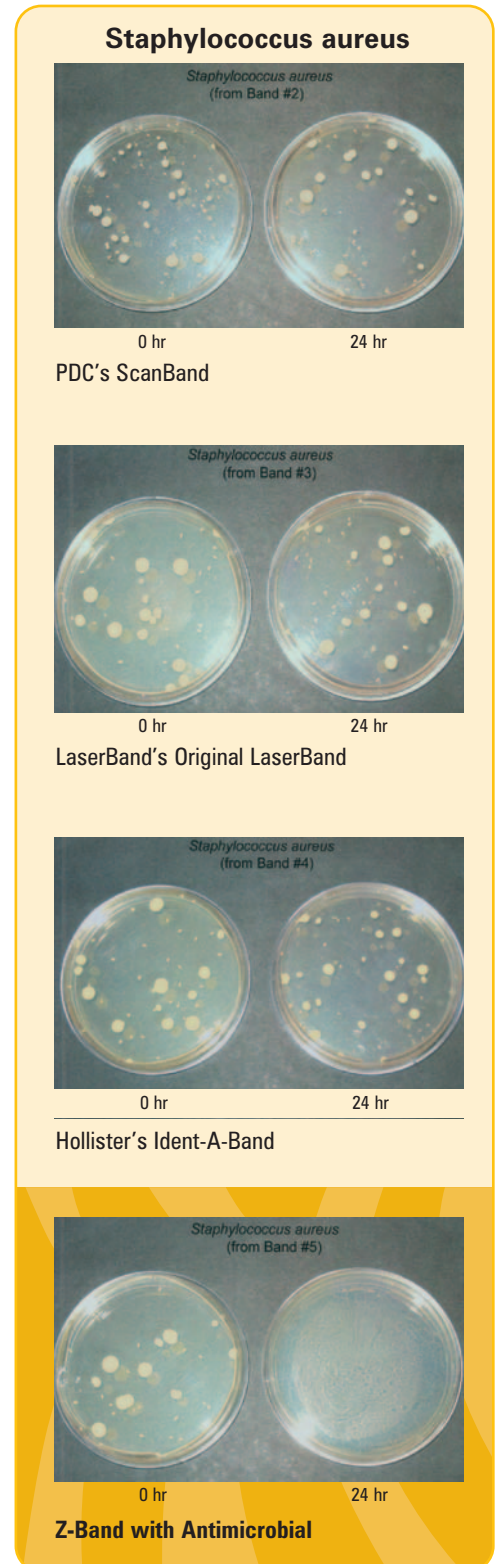 Staphylococcus aureus
Staphylococcus aureus
(from Band #2)
0 hr 24 hr
PDC's ScanBand
Staphylococcus aureus
(from Band #3)
0 hr 24 hr
LaserBand's Original LaserBand
Staphylococcus aureus
(from Band #4)
0 hr 24 hr
Hollister's Ident-A-Band
Staphylococcus aureus
(from Band #5)
0 hr 24 hr
Z-Band with Antimicrobial